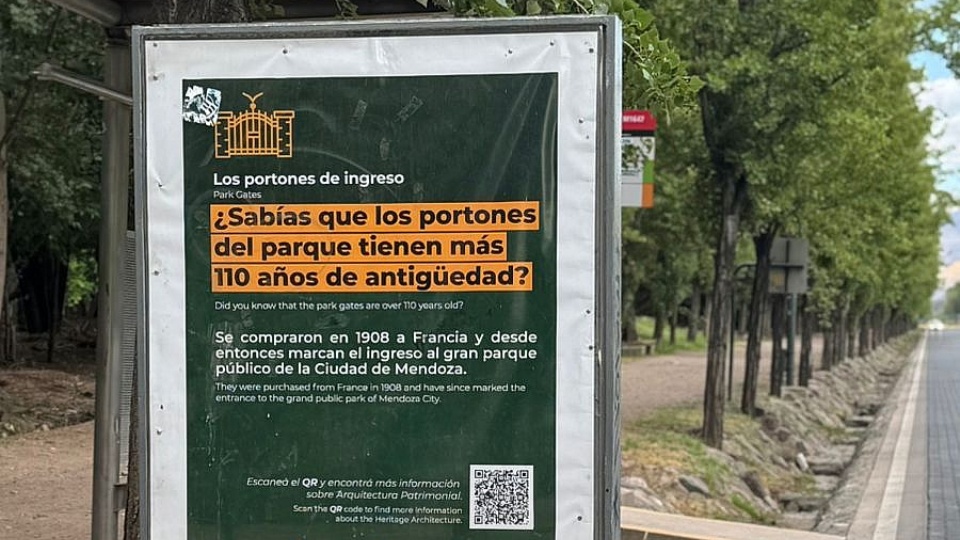 Los portones de ingreso
Park Gates
¿Sabías que los portones
del parque tienen más
110 años de antigüedad?
Did you know that the park gates are over 110 years old?
Se compraron en 1908 a Francia y desde
entonces marcan el ingreso al gran parque
público de la Ciudad de Mendoza.
They were purchased from France in 1908 and have since marked the
entrance to the grand public park of Mendoza City.
Escaneá el QR y encontrá más información
sobre Arquitectura Patrimonial.
Scan the QR code to find more information
about the Heritage Architecture.